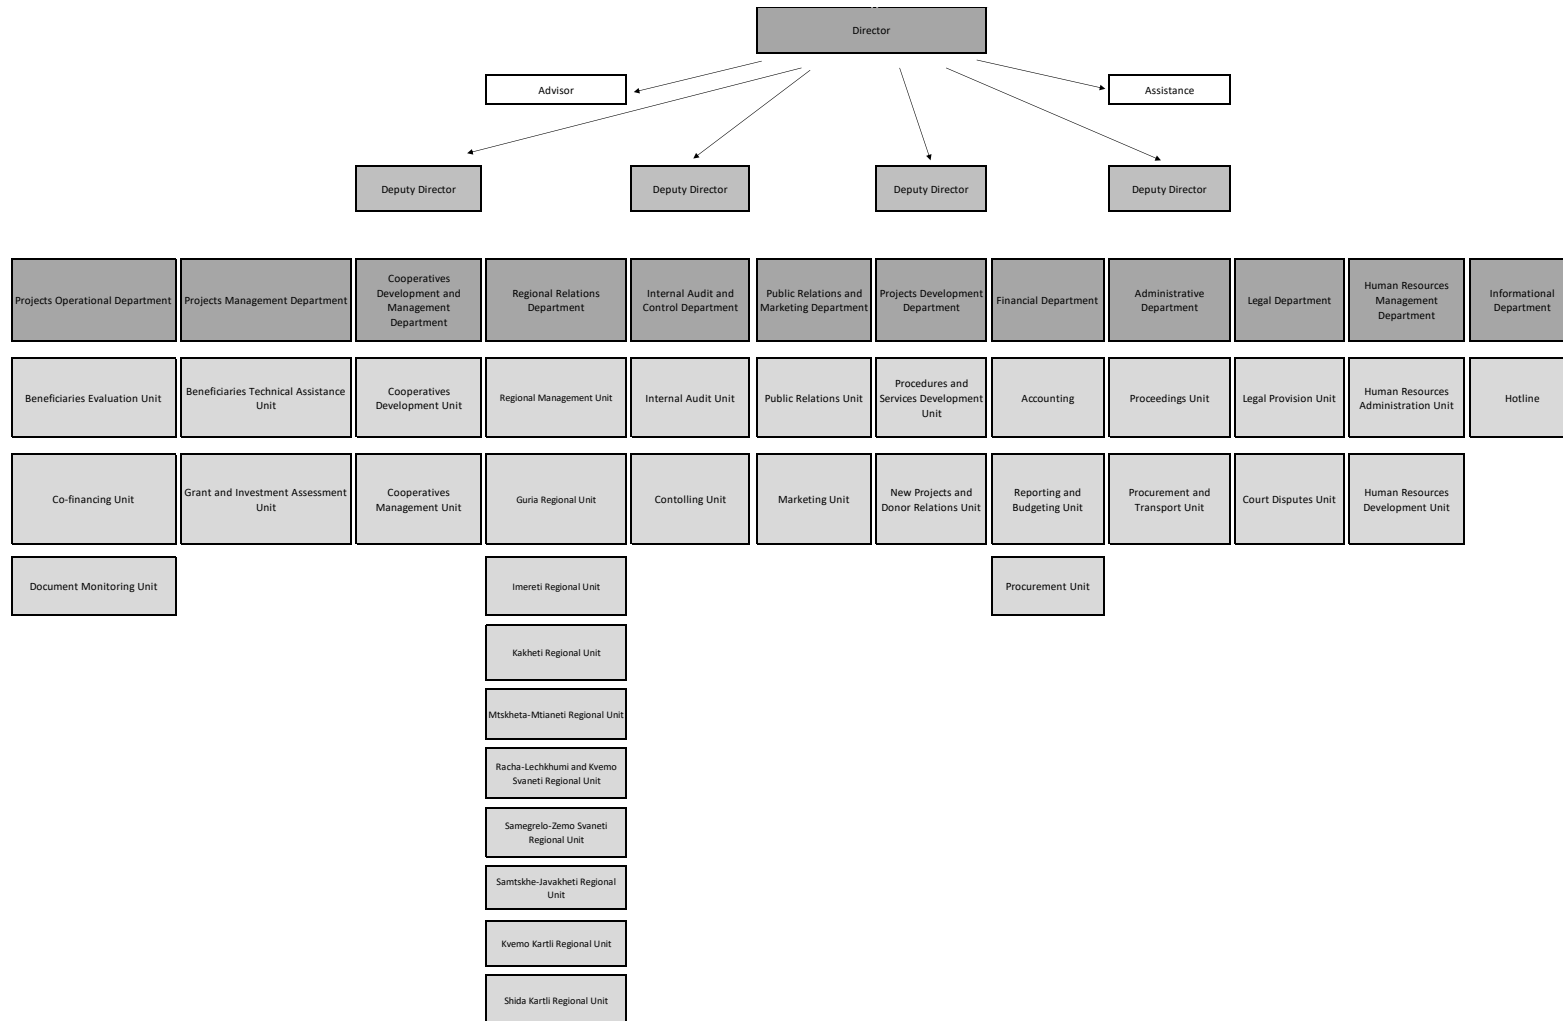 Director
Advisor
Assistance
Deputy Director
Deputy Director
Deputy Director
Deputy Director
Projects Operational Department
Projects Management Department
Cooperatives
Development and
Management
Department
Regional Relations
Department
Internal Audit and
Control Department
Public Relations and
Marketing Department
Projects Development
Department
Financial Department
Administrative
Department
Legal Department
Human Resources
Management
Department
Informational
Department
Beneficiaries Evaluation Unit
Beneficiaries Technical Assistance
Unit
Cooperatives
Development Unit
Regional Management Unit
Internal Audit Unit
Public Relations Unit
Procedures and
Services Development
Unit
Accounting
Proceedings Unit
Legal Provision Unit
Human Resources
Administration Unit
Hotline
Co-financing Unit
Grant and Investment Assessment
Unit
Cooperatives
Management Unit
Guria Regional Unit
Contolling Unit
Marketing Unit
New Projects and
Donor Relations Unit
Reporting and
Budgeting Unit
Procurement and
Transport Unit
Court Disputes Unit
Human Resources
Development Unit
Document Monitoring Unit
Imereti Regional Unit
Procurement Unit
Kakheti Regional Unit
Mtskheta-Mtianeti Regional Unit
Racha-Lechkhumi and Kvemo
Svaneti Regional Unit
Samegrelo-Zemo Svaneti
Regional Unit
Samtskhe-Javakheti Regional
Unit
Kvemo Kartli Regional Unit
Shida Kartli Regional Unit